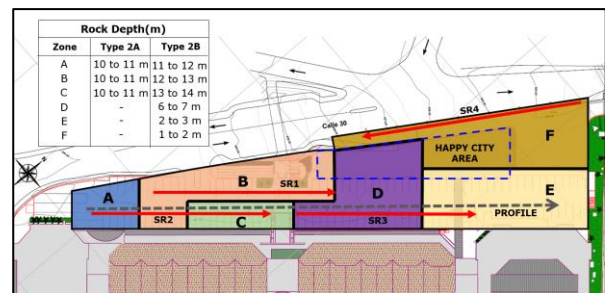 Rock Depth(m)
Zone Type 2A Type 2B
A 10 to 11 m 11 to 12 m
B 10 to 11 m 12 to 13 m
C 10 to 11 m 13 to 14 m
D - 6 to 7 m
E - 2 to 3 m
F - 1 to 2 m
Calle 30
SR4
HAPPY CITY
AREA
F
B
SR1
D
A
E
SR2
C
SR3
PROFILE
N